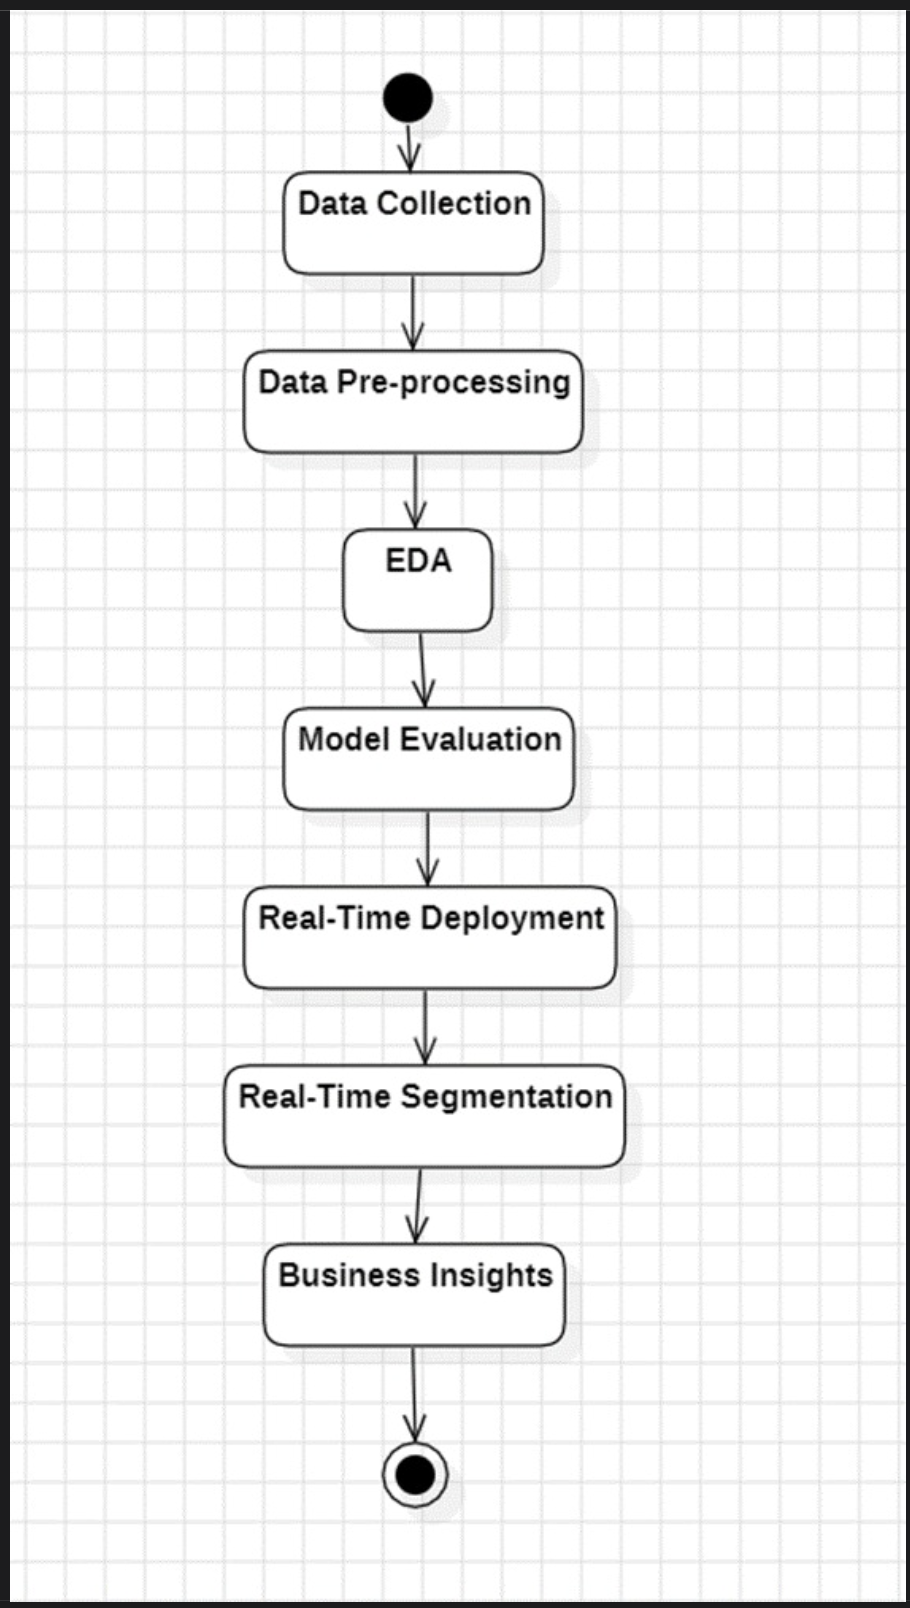 Data Collection
Data Pre-processing
EDA
Model Evaluation
Real-Time Deployment
Real-Time Segmentation
Business Insights